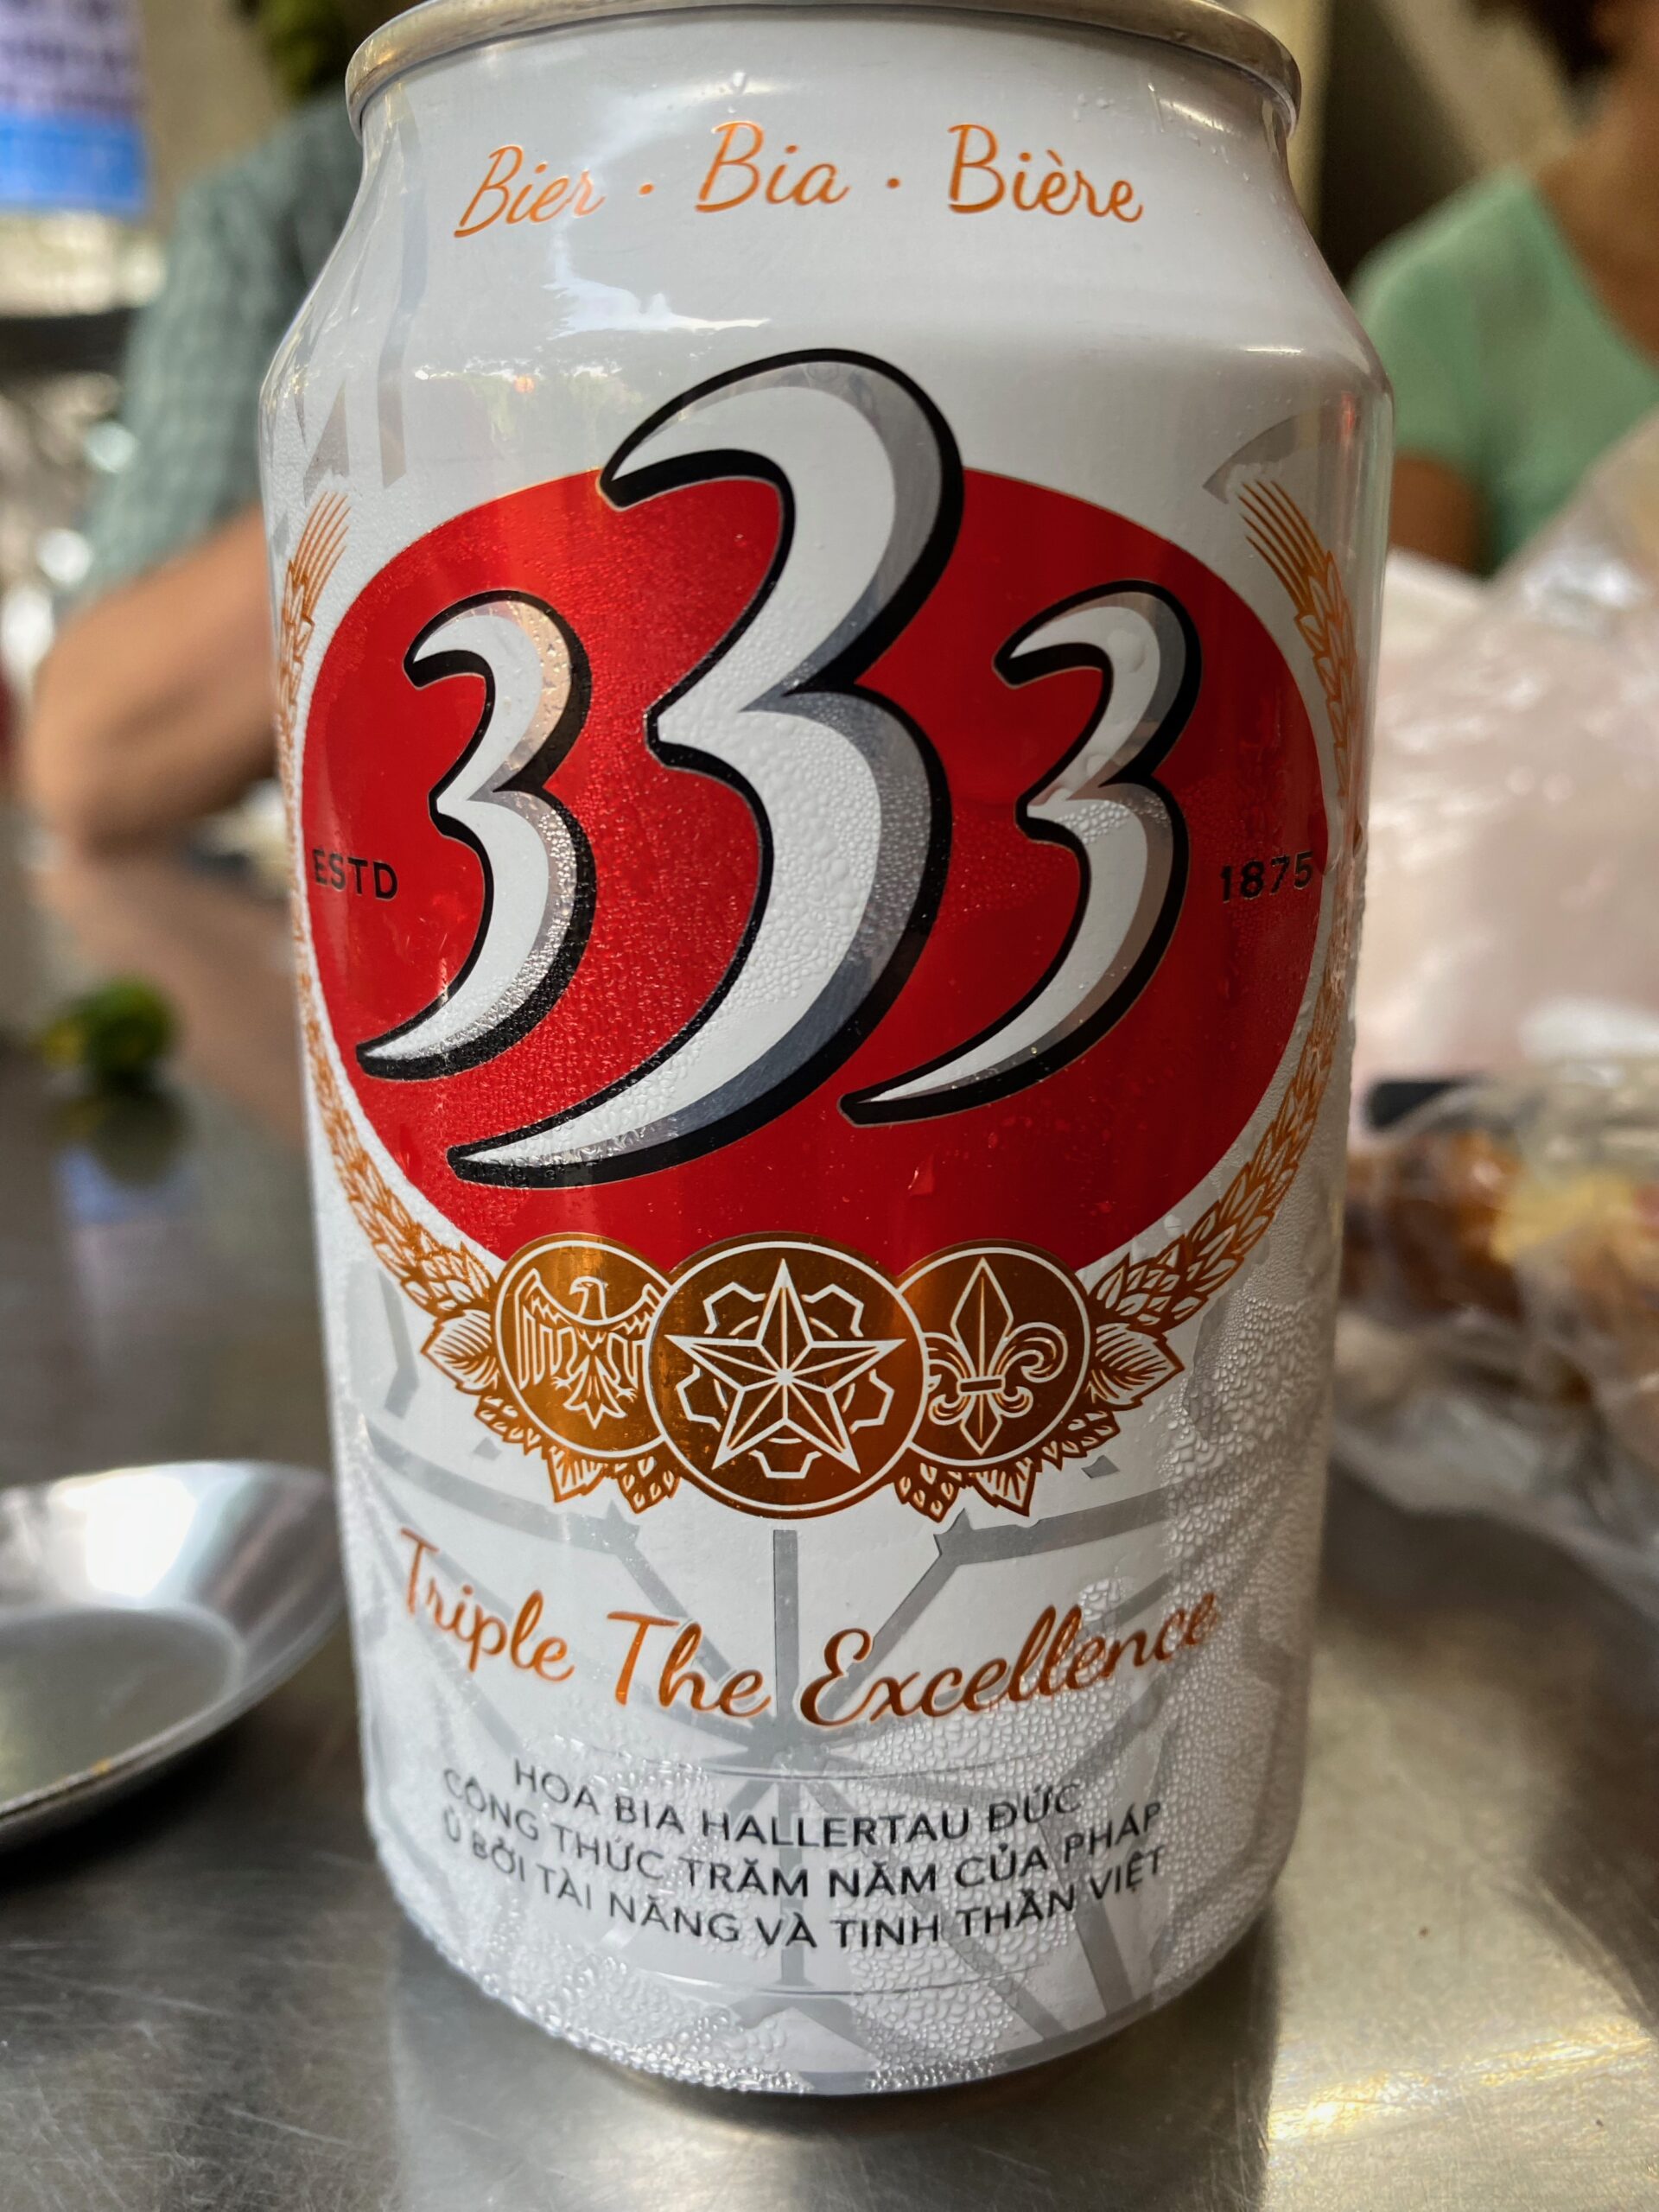 Bier · Bia · Bière
333
ESTD 1875
Triple The Excellence
HOA BIA HALLERTAU ĐỨC
CÔNG THỨC TRĂM NĂM CỦA PHÁP
Ủ BỞI TÀI NĂNG VÀ TINH THẦN VIỆT